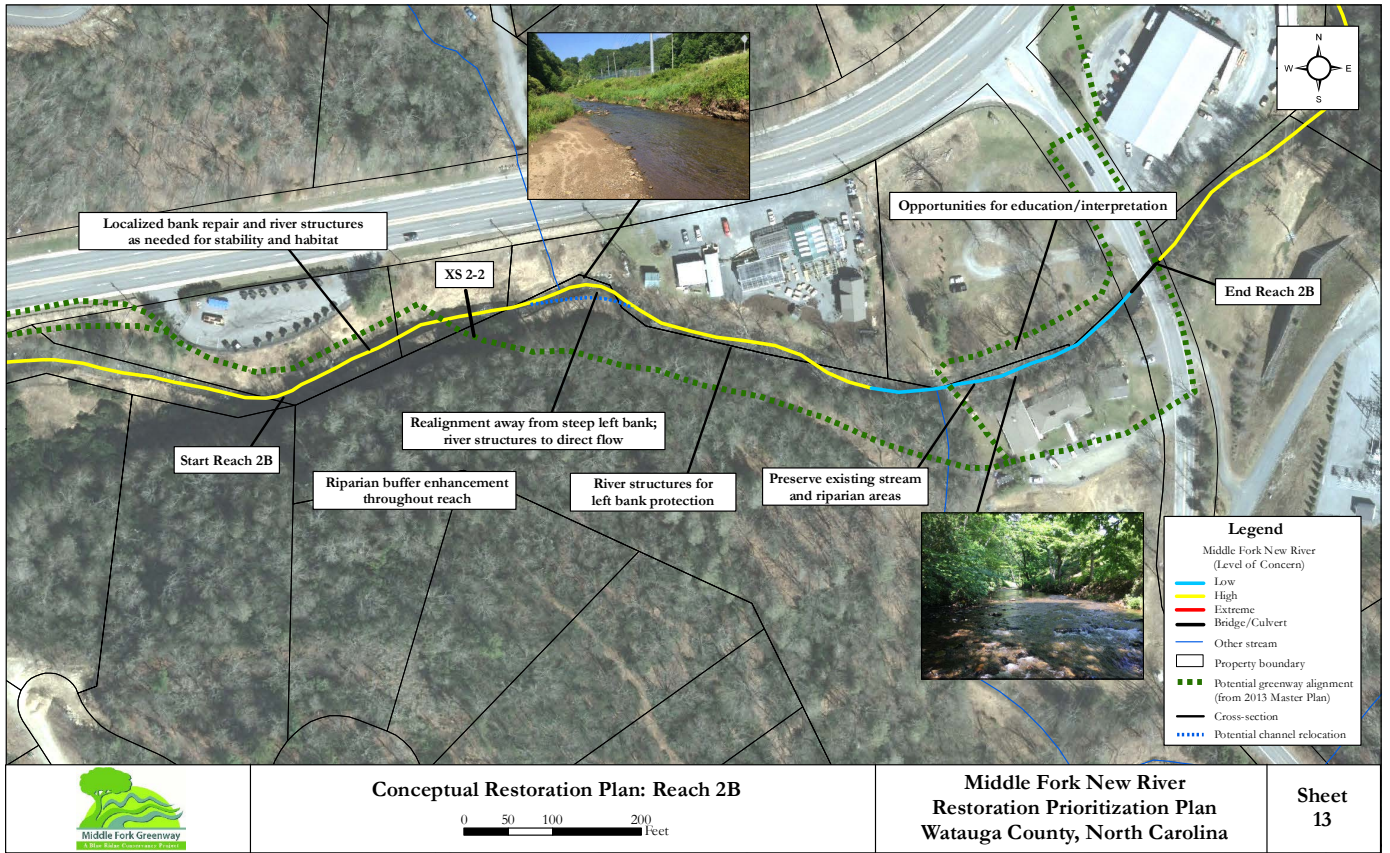 N
W
E
S
Localized bank repair and river structures
as needed for stability and habitat
XS 2-2
Opportunities for education/interpretation
End Reach 2B
Start Reach 2B
Realignment away from steep left bank;
river structures to direct flow
Riparian buffer enhancement
throughout reach
River structures for
left bank protection
Preserve existing stream
and riparian areas
Legend
Middle Fork New River
(Level of Concern)
Low
High
Extreme
Bridge/Culvert
Other stream
Property boundary
Potential greenway alignment
(from 2013 Master Plan)
Cross-section
Potential channel relocation
Middle Fork Greenway
A Blue Ridge Conservancy Project
Conceptual Restoration Plan: Reach 2B
0 50 100 200
Feet
Middle Fork New River
Restoration Prioritization Plan
Watauga County, North Carolina
Sheet
13